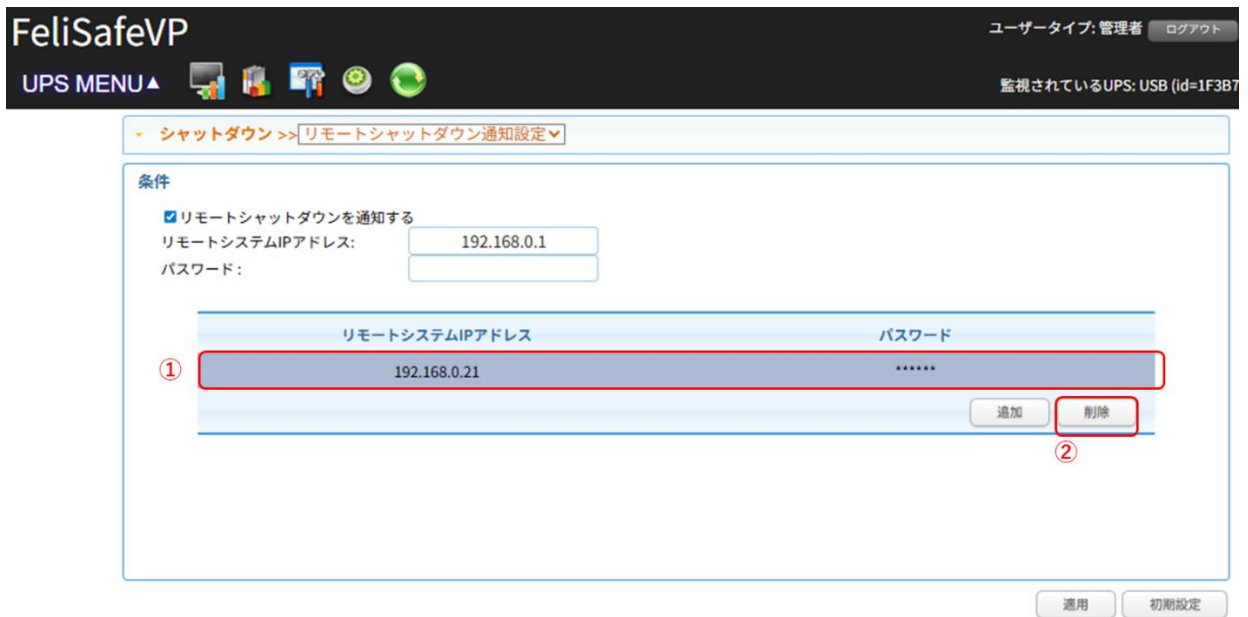 FeliSafeVP
ユーザータイプ: 管理者 ログアウト
UPS MENU▲
監視されているUPS: USB (id=1F3B7
シャットダウン >> リモートシャットダウン通知設定
条件
リモートシャットダウンを通知する
リモートシステムIPアドレス: 192.168.0.1
パスワード :
リモートシステムIPアドレス パスワード
① 192.168.0.21 ******
追加 削除
②
適用 初期設定